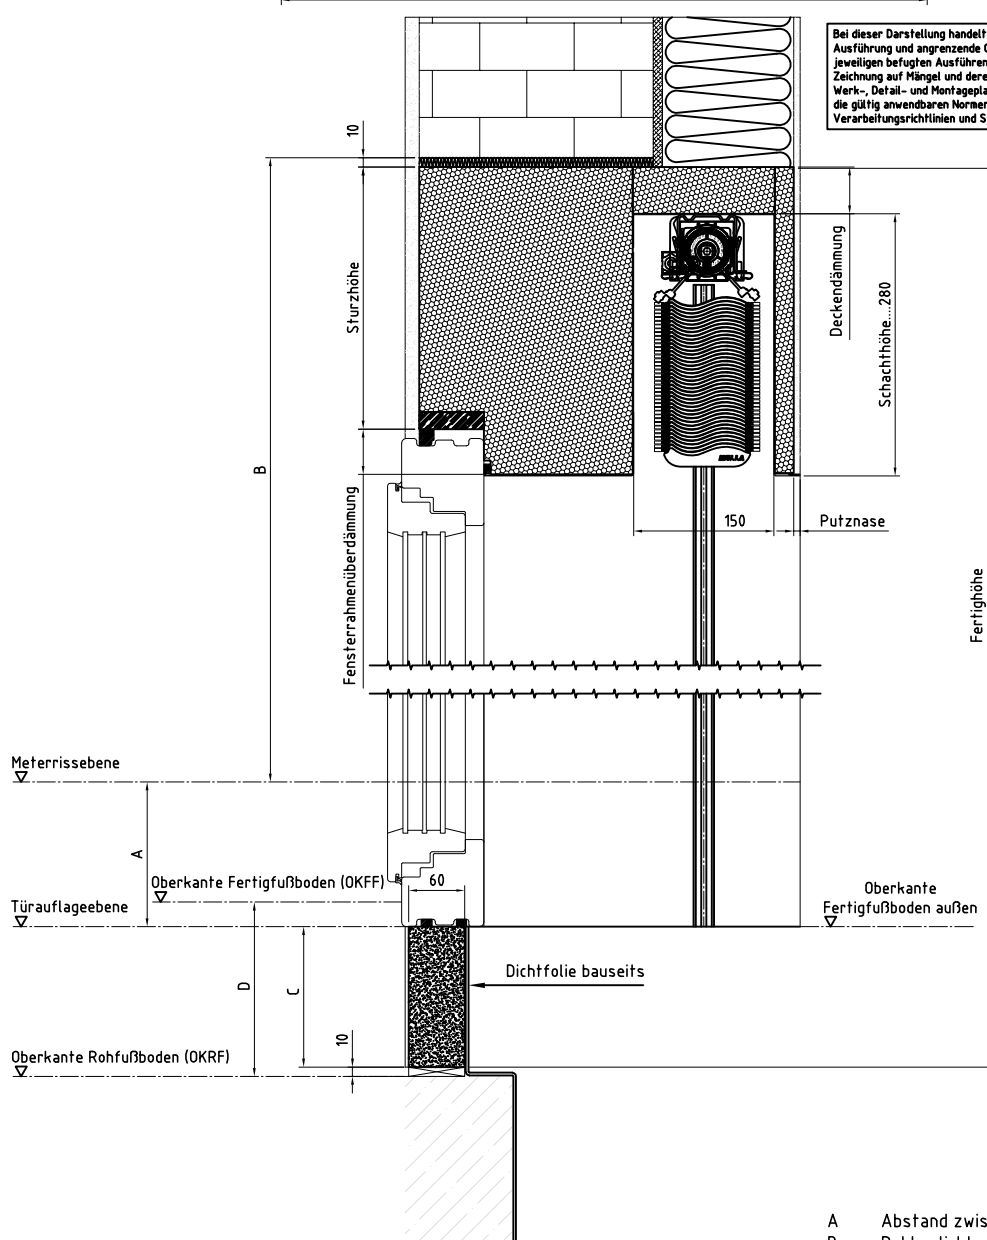 Bei dieser Darstellung handelt
Ausführung und angrenzende
jeweiligen befugten Ausführen
Zeichnung auf Mängel und dere
Werk-, Detail- und Montagepla
die gültig anwendbaren Normen
Verarbeitungsrichtlinien und S
10
Sturzhöhe
Deckendämmung
Schachthöhe....280
B
Fensterrahmenüberdämmung
150
Putznase
Fertighöhe
Meterrissebene
A
Oberkante Fertigfußboden (OKFF)
60
Türauflageebene
Oberkante
Fertigfußboden außen
D
C
Dichtfolie bauseits
10
Oberkante Rohfußboden (OKRF)
A Abstand zwis